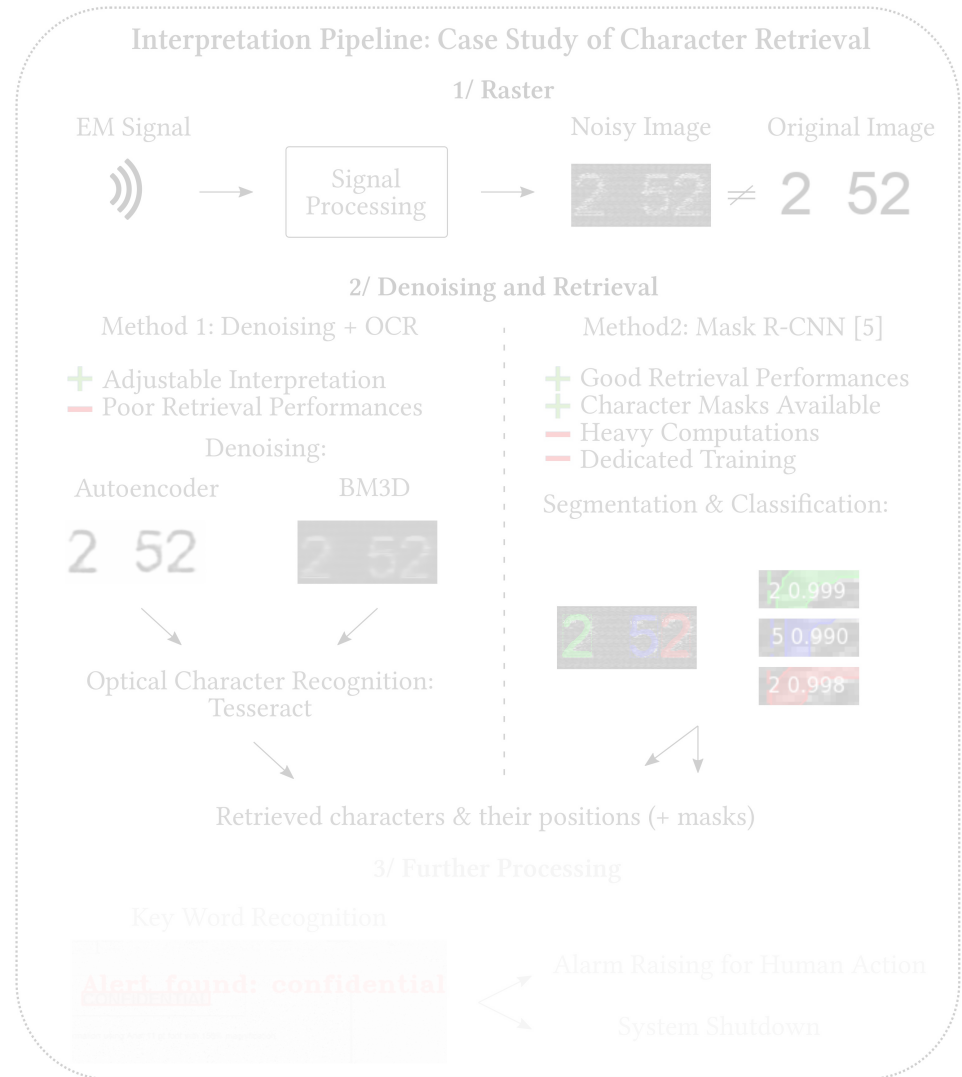 Interpretation Pipeline: Case Study of Character Retrieval
1/ Raster
EM Signal
Signal
Processing
Noisy Image
2 52
≠
Original Image
2 52
2/ Denoising and Retrieval
Method 1: Denoising + OCR
+ Adjustable Interpretation
− Poor Retrieval Performances
Denoising:
Autoencoder
2 52
BM3D
2 52
Optical Character Recognition:
Tesseract
Method2: Mask R-CNN [5]
+ Good Retrieval Performances
+ Character Masks Available
− Heavy Computations
− Dedicated Training
Segmentation & Classification:
2 52
2 0.999
5 0.990
2 0.998
Retrieved characters & their positions (+ masks)
3/ Further Processing
Key Word Recognition
Alert found: confidential
Alarm Raising for Human Action
System Shutdown